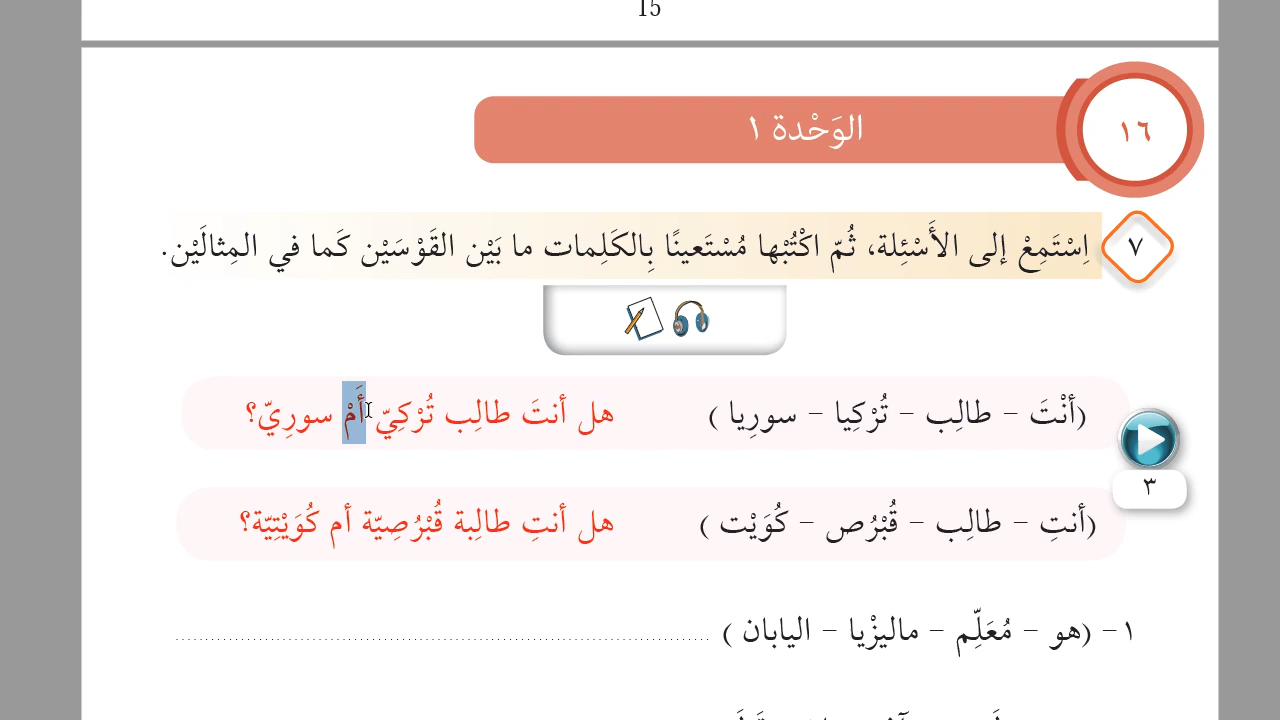 15
١٦
الوَحْدة ١
٧
اِسْتَمِعْ إلى الأَسْئِلة، ثُمّ اكْتُبْها مُسْتَعينًا بِالكَلِمات ما بَيْن القَوْسَيْن كَما في المِثالَيْن.
(أنْتَ – طالِب – تُرْكِيا – سورِيا ) هل أنتَ طالِب تُرْكِيّ أَمْ سورِيّ؟
٣
(أنتِ – طالِب – قُبْرُص – كُوَيْت ) هل أنتِ طالِبة قُبْرُصِيّة أم كُوَيْتِيّة؟
١– (هو – مُعَلِّم – ماليزْيا – اليابان ) ........................................